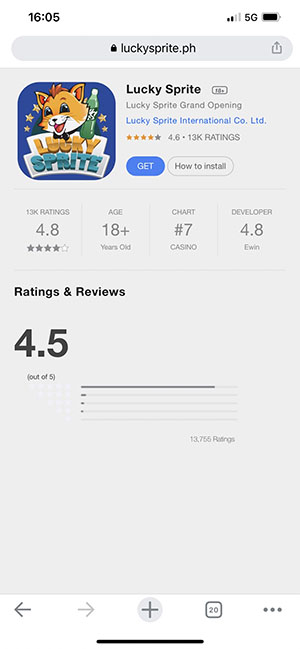 16:05
5G
luckysprite.ph
LUCKY
SPRITE
Lucky Sprite
18+
Lucky Sprite Grand Opening
Lucky Sprite International Co. Ltd.
4.6 • 13K RATINGS
GET
How to install
13K RATINGS
4.8
AGE
18+
Years Old
CHART
#7
CASINO
DEVELOPER
4.8
Ewin
Ratings & Reviews
4.5
(out of 5)
13,755 Ratings
20